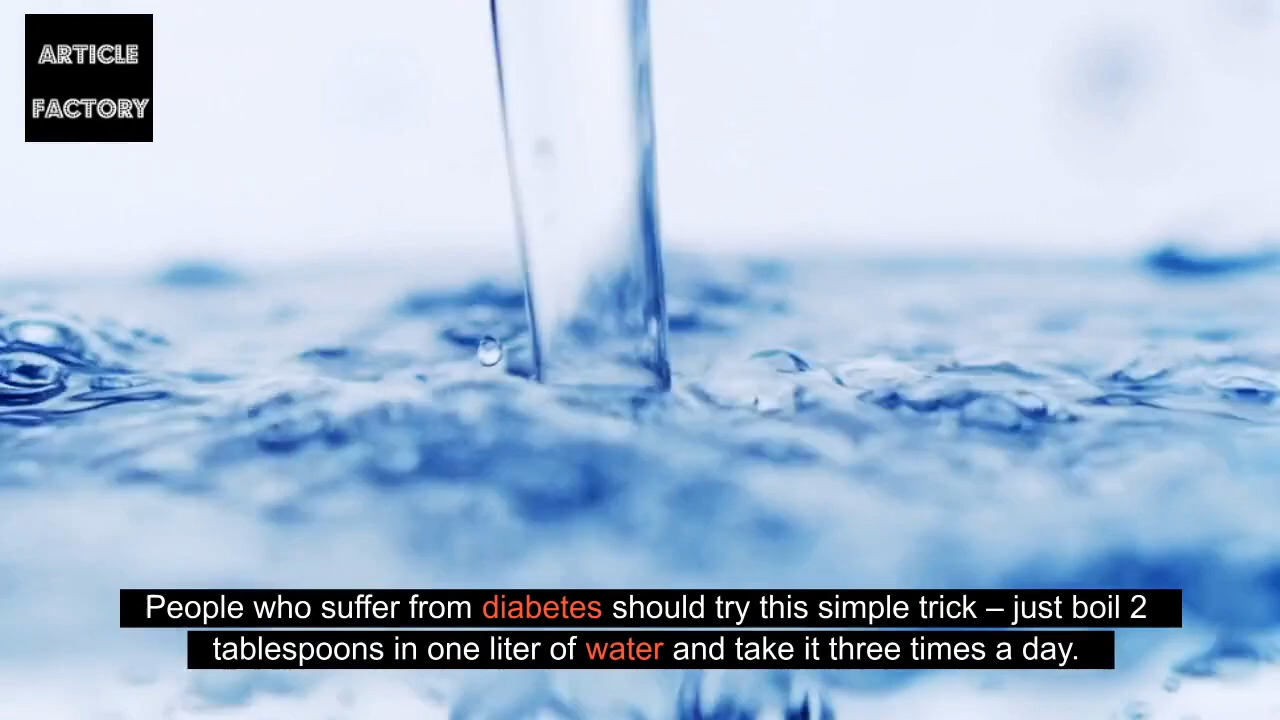 ARTICLE
FACTORY
People who suffer from diabetes should try this simple trick – just boil 2
tablespoons in one liter of water and take it three times a day.